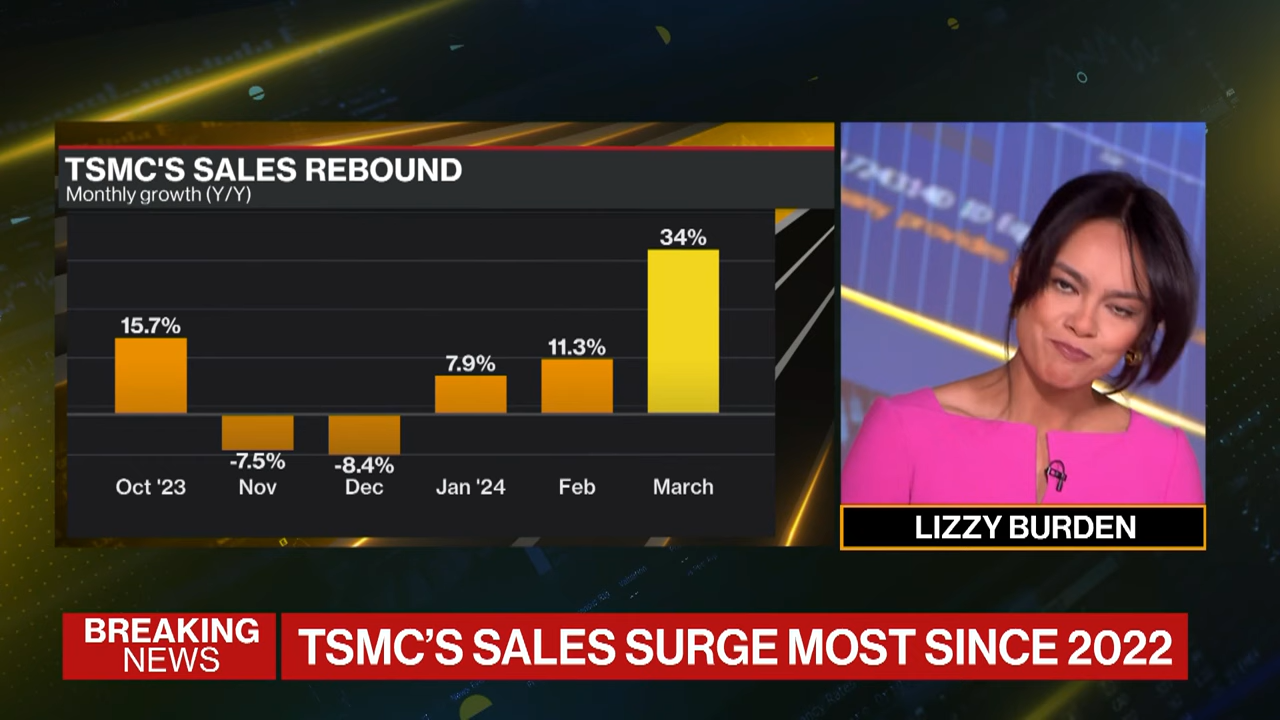 TSMC'S SALES REBOUND
Monthly growth (Y/Y)
15.7%
-7.5%
-8.4%
7.9%
11.3%
34%
Oct '23
Nov
Dec
Jan '24
Feb
March
LIZZY BURDEN
BREAKING
NEWS
TSMC’S SALES SURGE MOST SINCE 2022